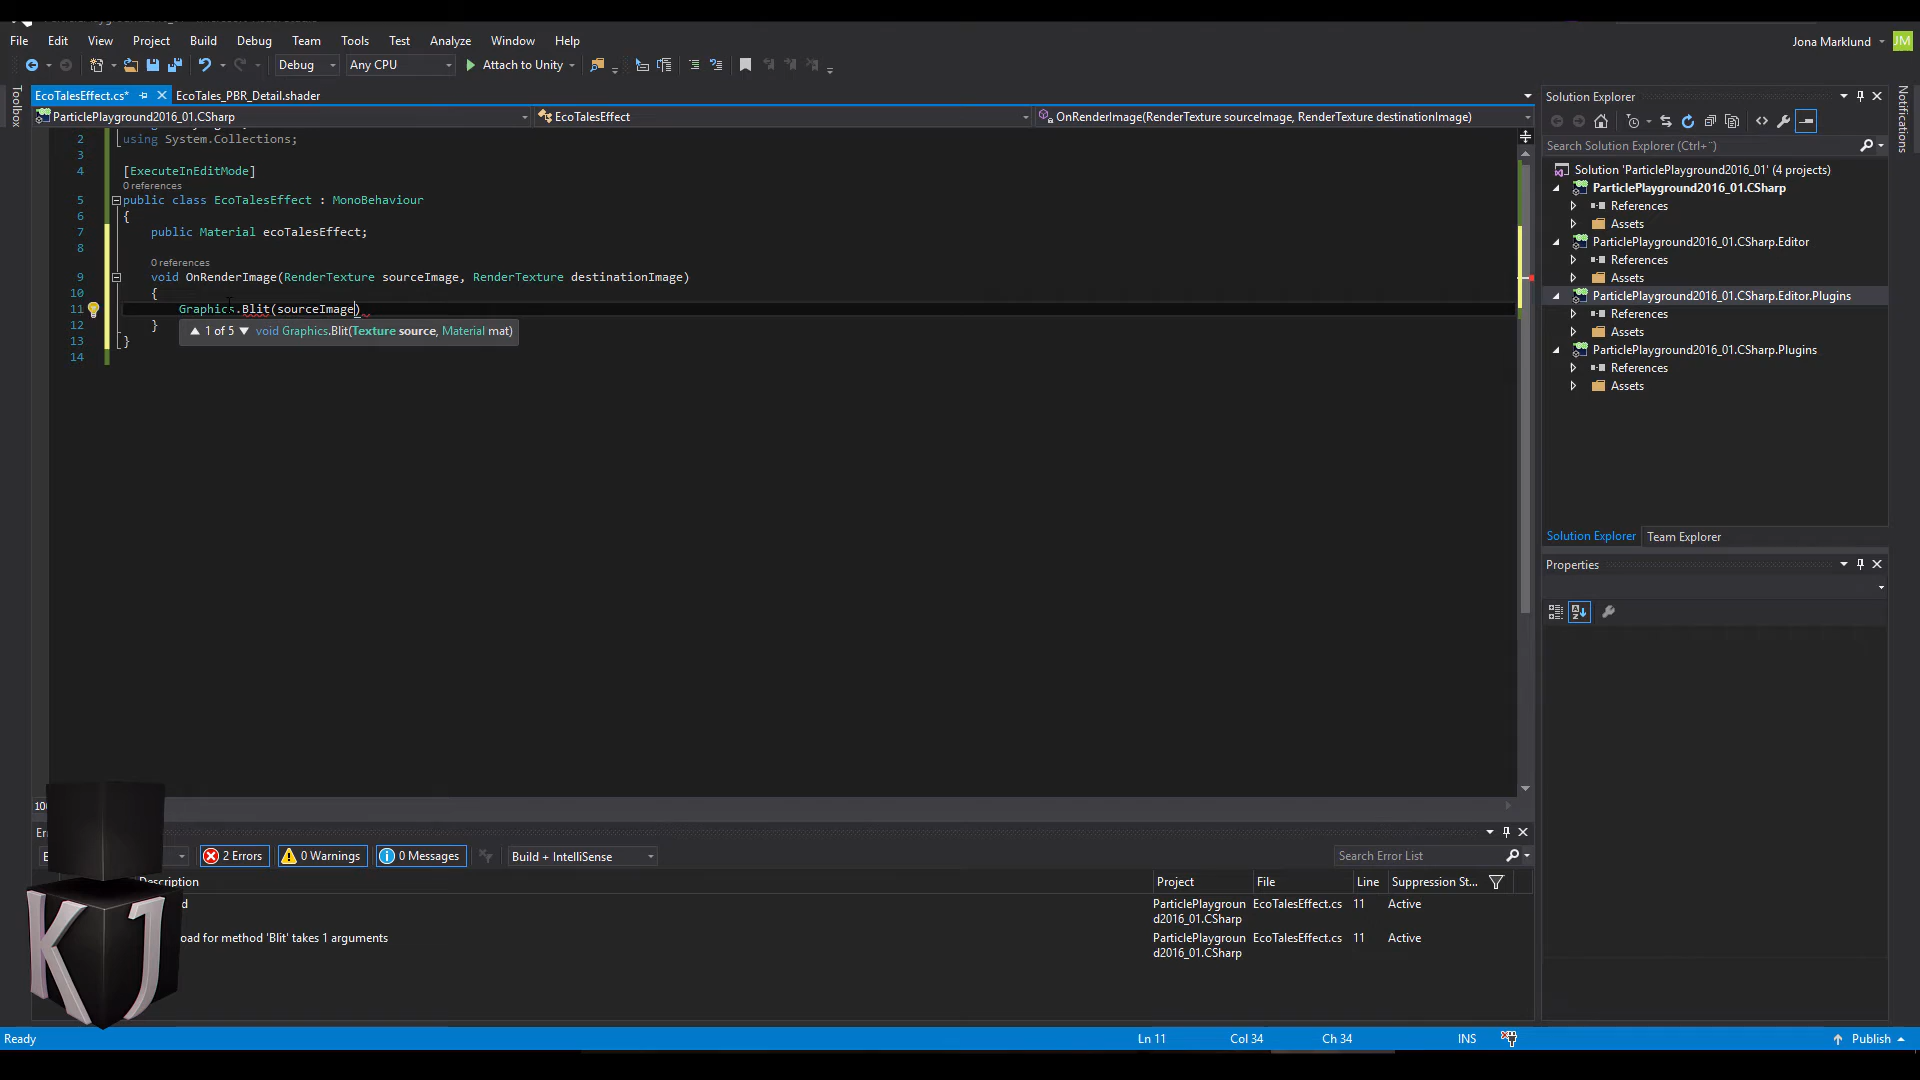 File Edit View Project Build Debug Team Tools Test Analyze Window Help
Jona Marklund JM
Debug Any CPU Attach to Unity
EcoTalesEffect.cs* EcoTales_PBR_Detail.shader
ParticlePlayground2016_01.CSharp EcoTalesEffect OnRenderImage(RenderTexture sourceImage, RenderTexture destinationImage)
Toolbox
Notifications
2 using System.Collections;
3
4 [ExecuteInEditMode]
0 references
5 public class EcoTalesEffect : MonoBehaviour
6 {
7 public Material ecoTalesEffect;
8
0 references
9 void OnRenderImage(RenderTexture sourceImage, RenderTexture destinationImage)
10 {
11 Graphics.Blit(sourceImage)
12 }
1 of 5 void Graphics.Blit(Texture source, Material mat)
13 }
14
Solution Explorer
Search Solution Explorer (Ctrl+¨)
Solution 'ParticlePlayground2016_01' (4 projects)
ParticlePlayground2016_01.CSharp
References
Assets
ParticlePlayground2016_01.CSharp.Editor
References
Assets
ParticlePlayground2016_01.CSharp.Editor.Plugins
References
Assets
ParticlePlayground2016_01.CSharp.Plugins
References
Assets
Solution Explorer Team Explorer
Properties
2 Errors 0 Warnings 0 Messages Build + IntelliSense Search Error List
Description Project File Line Suppression St...
ParticlePlaygroun EcoTalesEffect.cs 11 Active
d2016_01.CSharp
for method 'Blit' takes 1 arguments ParticlePlaygroun EcoTalesEffect.cs 11 Active
d2016_01.CSharp
KJ
Ready Ln 11 Col 34 Ch 34 INS Publish